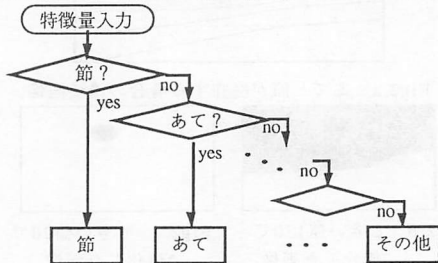 特徴量入力
節?
no
yes
あて?
no
yes
・・・
no
no
節
あて
・・・
その他